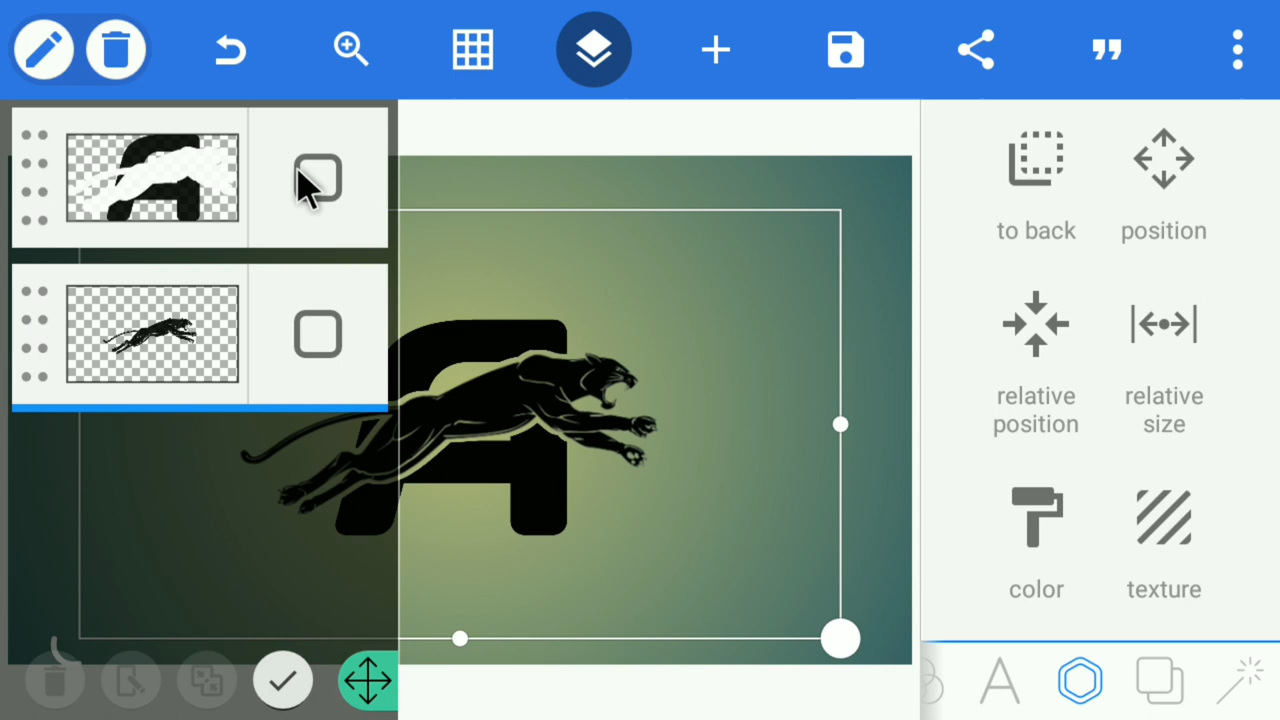 A
to back
position
relative
position
relative
size
color
texture